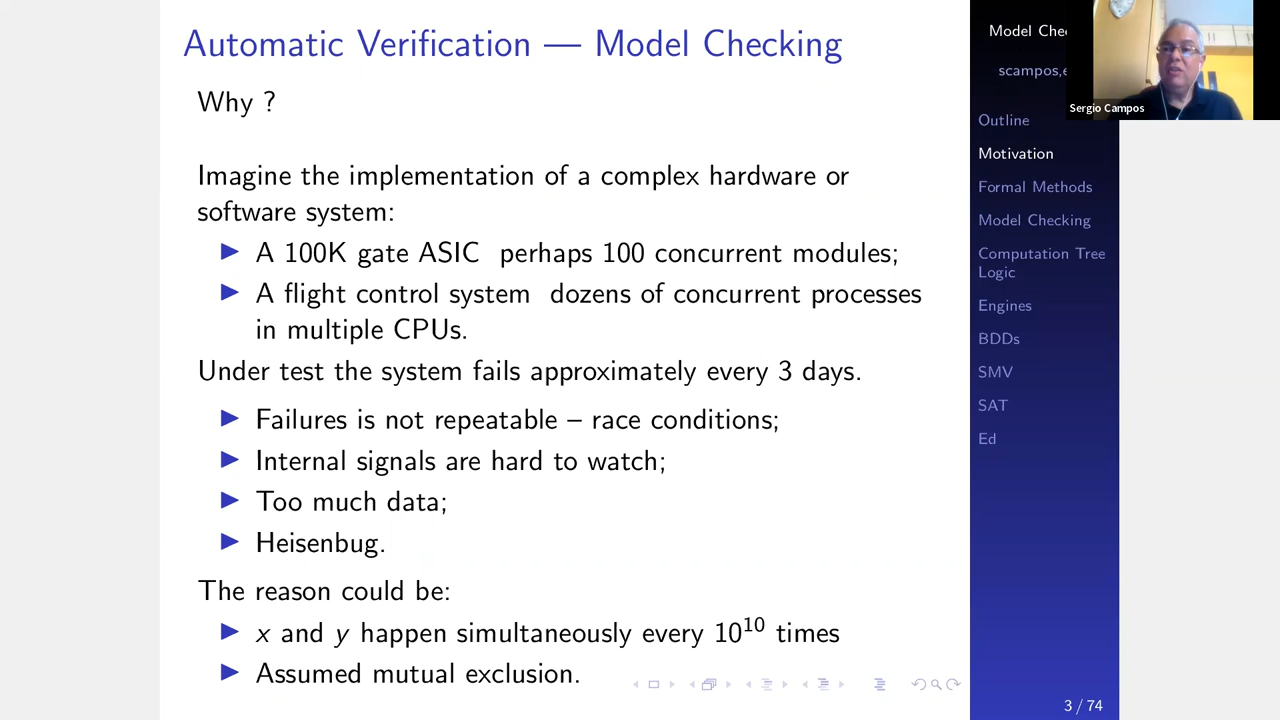 Automatic Verification — Model Checking
Why ?
Imagine the implementation of a complex hardware or
software system:
▶ A 100K gate ASIC perhaps 100 concurrent modules;
▶ A flight control system dozens of concurrent processes
in multiple CPUs.
Under test the system fails approximately every 3 days.
▶ Failures is not repeatable – race conditions;
▶ Internal signals are hard to watch;
▶ Too much data;
▶ Heisenbug.
The reason could be:
▶ x and y happen simultaneously every 10^10 times
▶ Assumed mutual exclusion.
Model Che
scampos,e
Sergio Campos
Outline
Motivation
Formal Methods
Model Checking
Computation Tree
Logic
Engines
BDDs
SMV
SAT
Ed
3 / 74